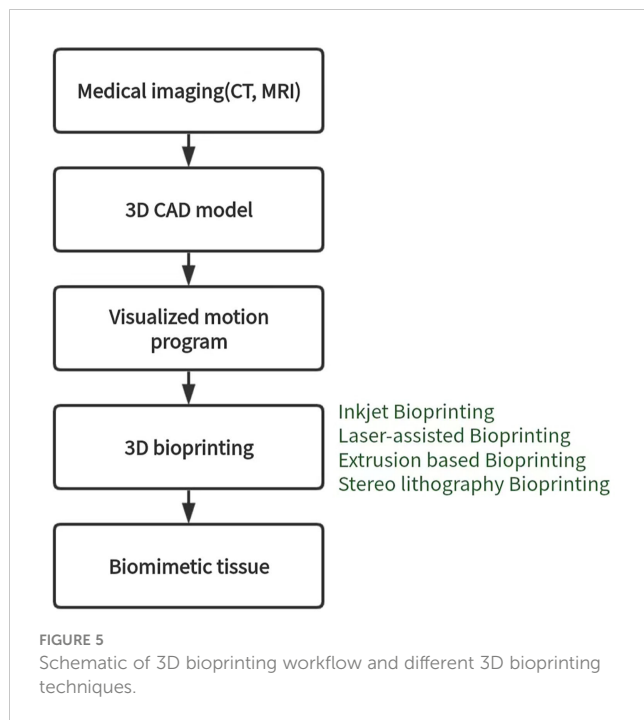 Medical imaging(CT, MRI)
3D CAD model
Visualized motion
program
3D bioprinting
Inkjet Bioprinting
Laser-assisted Bioprinting
Extrusion based Bioprinting
Stereo lithography Bioprinting
Biomimetic tissue
FIGURE 5
Schematic of 3D bioprinting workflow and different 3D bioprinting
techniques.